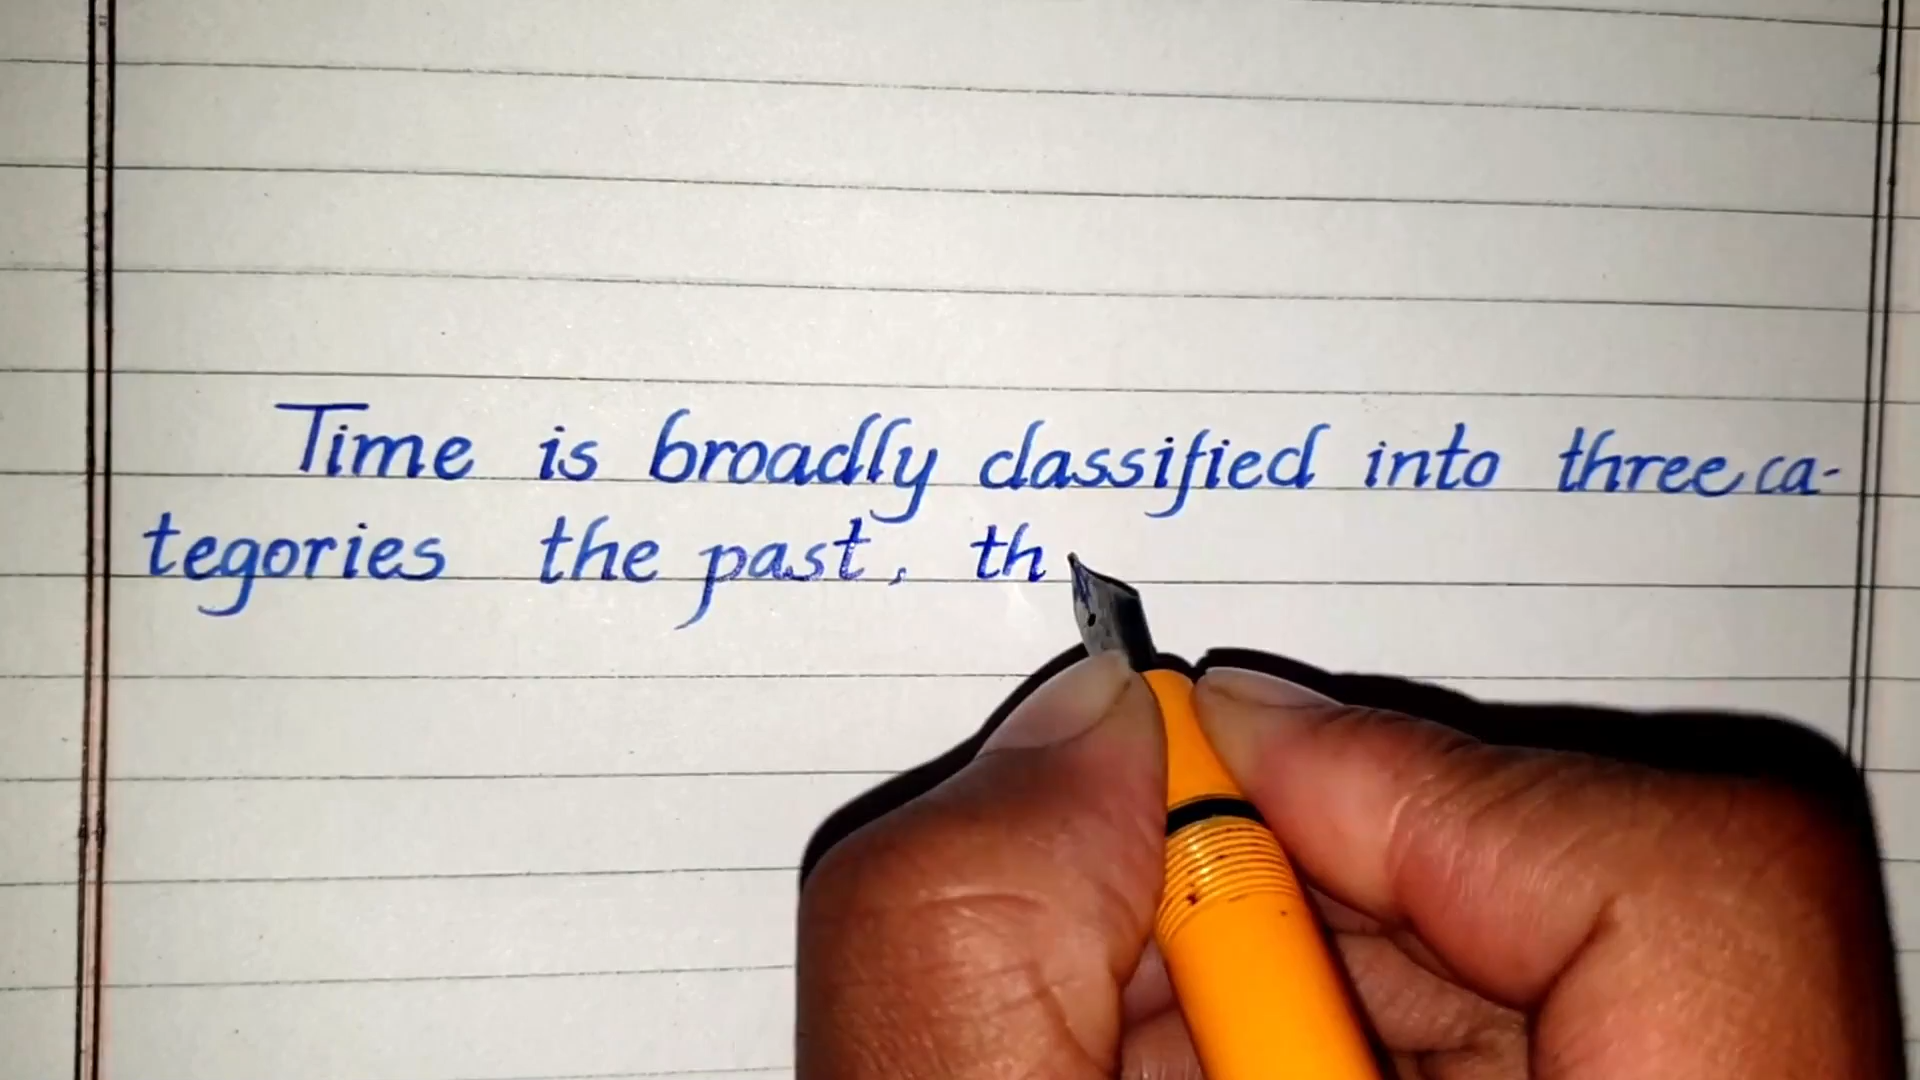 Time is broadly classified into three ca-
tegories the past, th